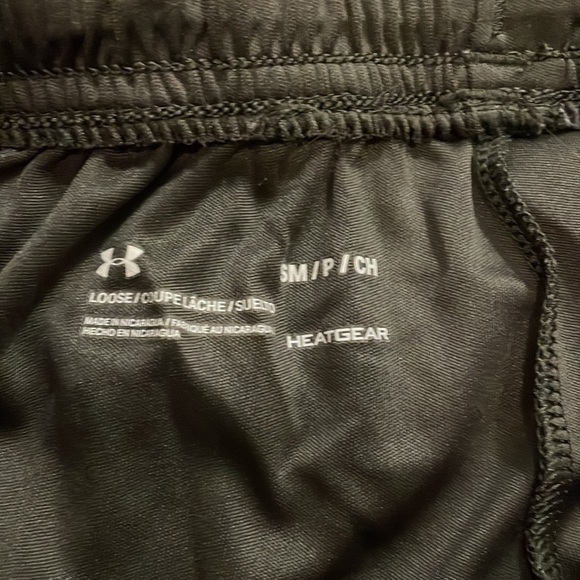 SM/P/CH
LOOSE/COUPE LÂCHE/SUELTO
MADE IN NICARAGUA / FABRIQUÉ AU NICARAGUA/
HECHO EN NICARAGUA
HEATGEAR